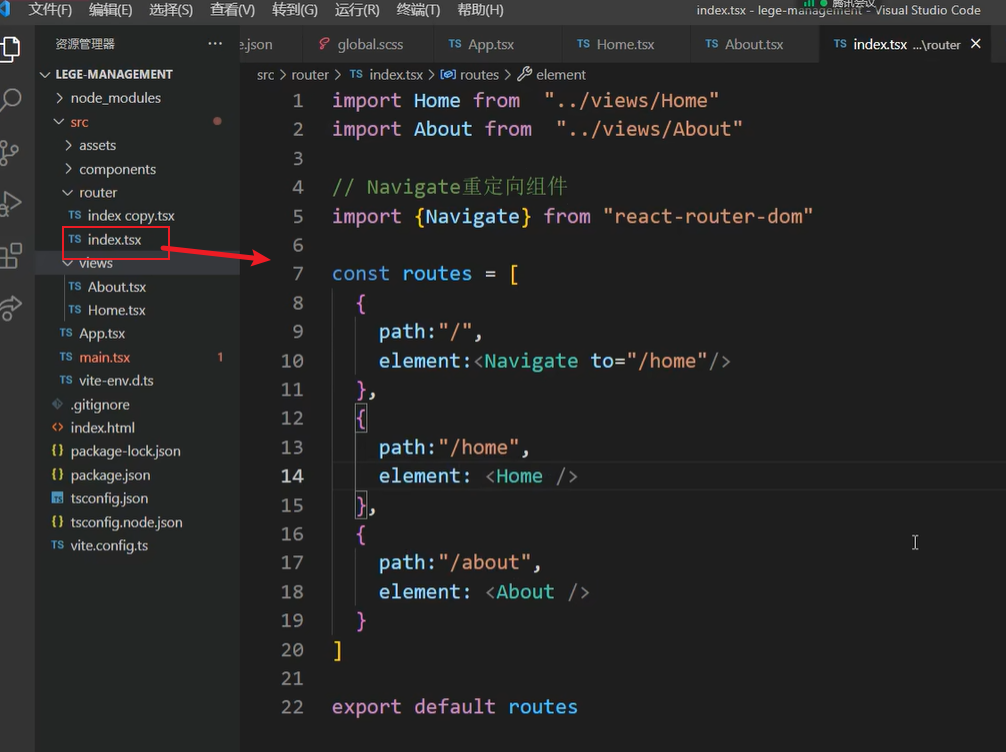 文件(F) 编辑(E) 选择(S) 查看(V) 转到(G) 运行(R) 终端(T) 帮助(H) index.tsx - lege-management - Visual Studio Code
腾讯会议
资源管理器 ···
e.json global.scss TS App.tsx TS Home.tsx TS About.tsx TS index.tsx ...\router
LEGE-MANAGEMENT
node_modules
src
assets
components
router
TS index copy.tsx
TS index.tsx
views
TS About.tsx
TS Home.tsx
TS App.tsx
TS main.tsx 1
TS vite-env.d.ts
.gitignore
<> index.html
{} package-lock.json
{} package.json
TS tsconfig.json
{} tsconfig.node.json
TS vite.config.ts
src > router > TS index.tsx > routes > element
1 import Home from "../views/Home"
2 import About from "../views/About"
3
4 // Navigate重定向组件
5 import {Navigate} from "react-router-dom"
6
7 const routes = [
8 {
9 path:"/",
10 element:<Navigate to="/home"/>
11 },
12 {
13 path:"/home",
14 element: <Home />
15 },
16 {
17 path:"/about",
18 element: <About />
19 }
20 ]
21
22 export default routes